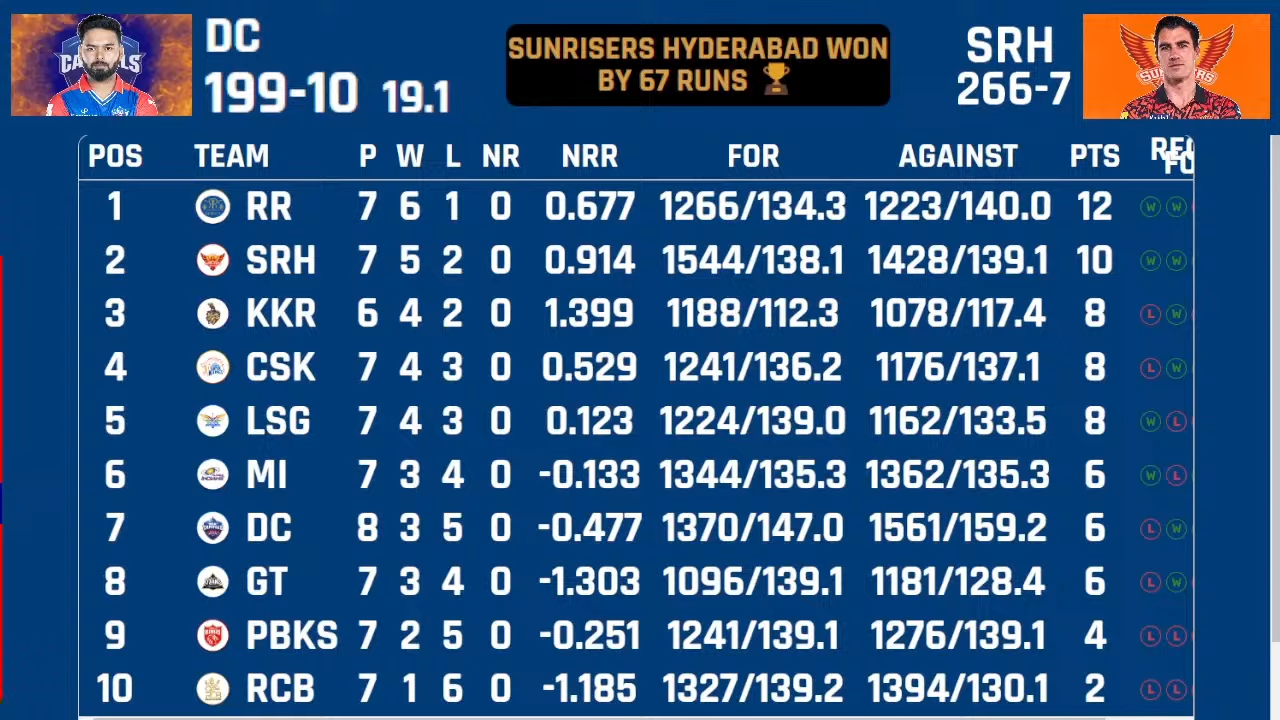 DC
199-10 19.1
SUNRISERS HYDERABAD WON
BY 67 RUNS
SRH
266-7
POS TEAM P W L NR NRR FOR AGAINST PTS
1 RR 7 6 1 0 0.677 1266/134.3 1223/140.0 12 W W
2 SRH 7 5 2 0 0.914 1544/138.1 1428/139.1 10 W W
3 KKR 6 4 2 0 1.399 1188/112.3 1078/117.4 8 L W
4 CSK 7 4 3 0 0.529 1241/136.2 1176/137.1 8 L W
5 LSG 7 4 3 0 0.123 1224/139.0 1162/133.5 8 W L
6 MI 7 3 4 0 -0.133 1344/135.3 1362/135.3 6 W L
7 DC 8 3 5 0 -0.477 1370/147.0 1561/159.2 6 L W
8 GT 7 3 4 0 -1.303 1096/139.1 1181/128.4 6 L W
9 PBKS 7 2 5 0 -0.251 1241/139.1 1276/139.1 4 L L
10 RCB 7 1 6 0 -1.185 1327/139.2 1394/130.1 2 L L